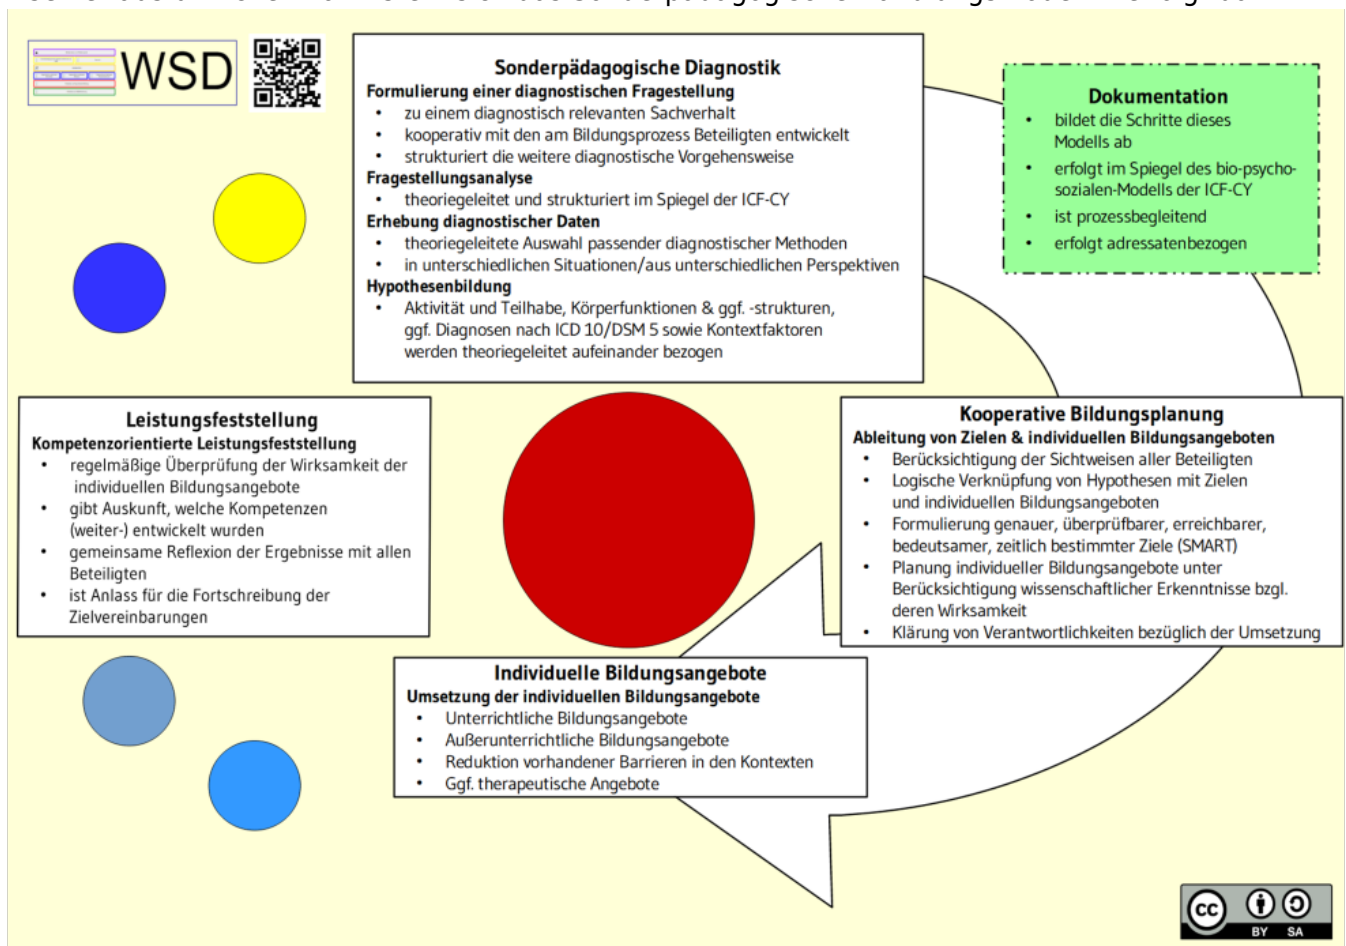 WSD
Sonderpädagogische Diagnostik
Formulierung einer diagnostischen Fragestellung
• zu einem diagnostisch relevanten Sachverhalt
• kooperativ mit den am Bildungsprozess Beteiligten entwickelt
• strukturiert die weitere diagnostische Vorgehensweise
Fragestellungsanalyse
• theoriegeleitet und strukturiert im Spiegel der ICF-CY
Erhebung diagnostischer Daten
• theoriegeleitete Auswahl passender diagnostischer Methoden
• in unterschiedlichen Situationen/aus unterschiedlichen Perspektiven
Hypothesenbildung
• Aktivität und Teilhabe, Körperfunktionen & ggf. -strukturen,
ggf. Diagnosen nach ICD 10/DSM 5 sowie Kontextfaktoren
werden theoriegeleitet aufeinander bezogen
Dokumentation
• bildet die Schritte dieses
Modells ab
• erfolgt im Spiegel des bio-psycho-
sozialen-Modells der ICF-CY
• ist prozessbegleitend
• erfolgt adressatenbezogen
Leistungsfeststellung
Kompetenzorientierte Leistungsfeststellung
• regelmäßige Überprüfung der Wirksamkeit der
individuellen Bildungsangebote
• gibt Auskunft, welche Kompetenzen
(weiter-) entwickelt wurden
• gemeinsame Reflexion der Ergebnisse mit allen
Beteiligten
• ist Anlass für die Fortschreibung der
Zielvereinbarungen
Kooperative Bildungsplanung
Ableitung von Zielen & individuellen Bildungsangeboten
• Berücksichtigung der Sichtweisen aller Beteiligten
• Logische Verknüpfung von Hypothesen mit Zielen
und individuellen Bildungsangeboten
• Formulierung genauer, überprüfbarer, erreichbarer,
bedeutsamer, zeitlich bestimmter Ziele (SMART)
• Planung individueller Bildungsangebote unter
Berücksichtigung wissenschaftlicher Erkenntnisse bzgl.
deren Wirksamkeit
• Klärung von Verantwortlichkeiten bezüglich der Umsetzung
Individuelle Bildungsangebote
Umsetzung der individuellen Bildungsangebote
• Unterrichtliche Bildungsangebote
• Außerunterrichtliche Bildungsangebote
• Reduktion vorhandener Barrieren in den Kontexten
• Ggf. therapeutische Angebote
cc
BY SA